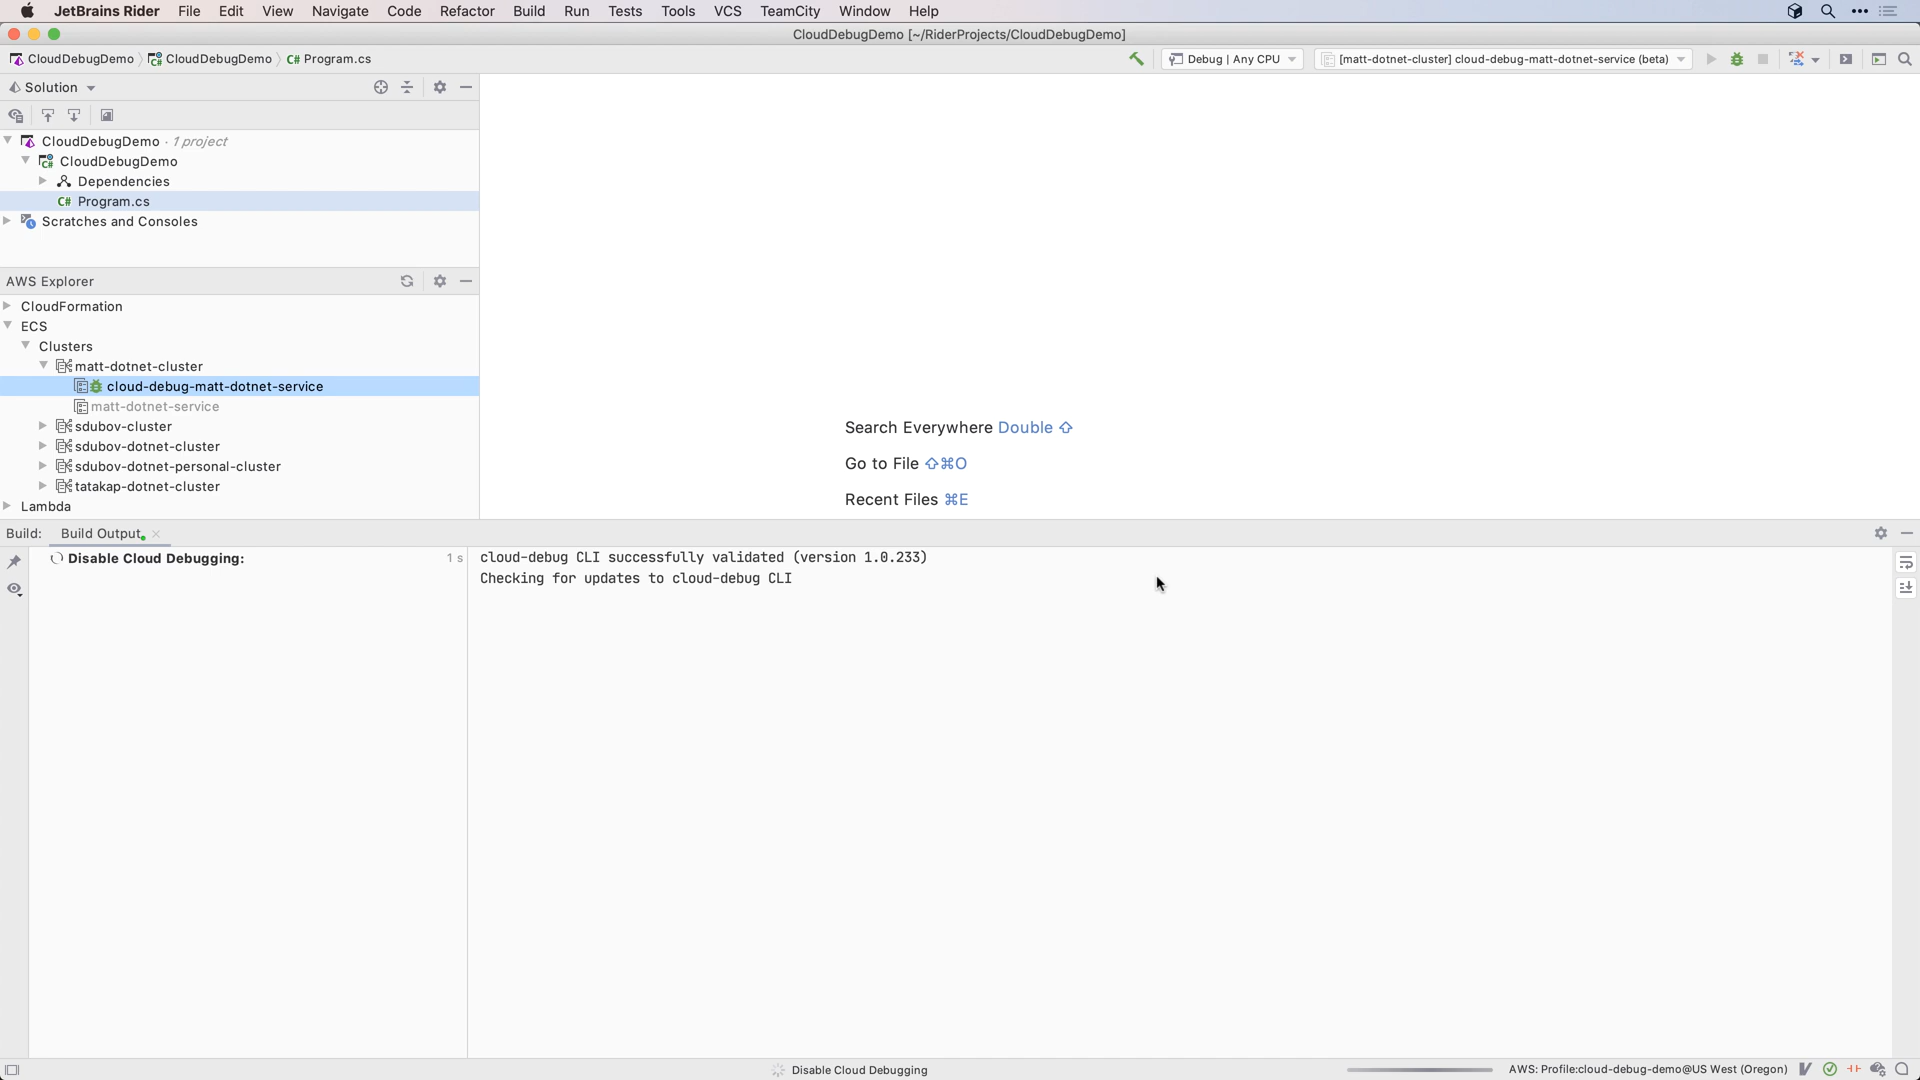 JetBrains Rider File Edit View Navigate Code Refactor Build Run Tests Tools VCS TeamCity Window Help
CloudDebugDemo [~/RiderProjects/CloudDebugDemo]
CloudDebugDemo CloudDebugDemo C# Program.cs
Debug | Any CPU
[matt-dotnet-cluster] cloud-debug-matt-dotnet-service (beta)
Solution
CloudDebugDemo · 1 project
C# CloudDebugDemo
Dependencies
C# Program.cs
Scratches and Consoles
AWS Explorer
CloudFormation
ECS
Clusters
matt-dotnet-cluster
cloud-debug-matt-dotnet-service
matt-dotnet-service
sdubov-cluster
sdubov-dotnet-cluster
sdubov-dotnet-personal-cluster
tatakap-dotnet-cluster
Lambda
Search Everywhere Double ⇧
Go to File ⇧⌘O
Recent Files ⌘E
Build: Build Output
Disable Cloud Debugging: 1 s
cloud-debug CLI successfully validated (version 1.0.233)
Checking for updates to cloud-debug CLI
Disable Cloud Debugging
AWS: Profile:cloud-debug-demo@US West (Oregon)